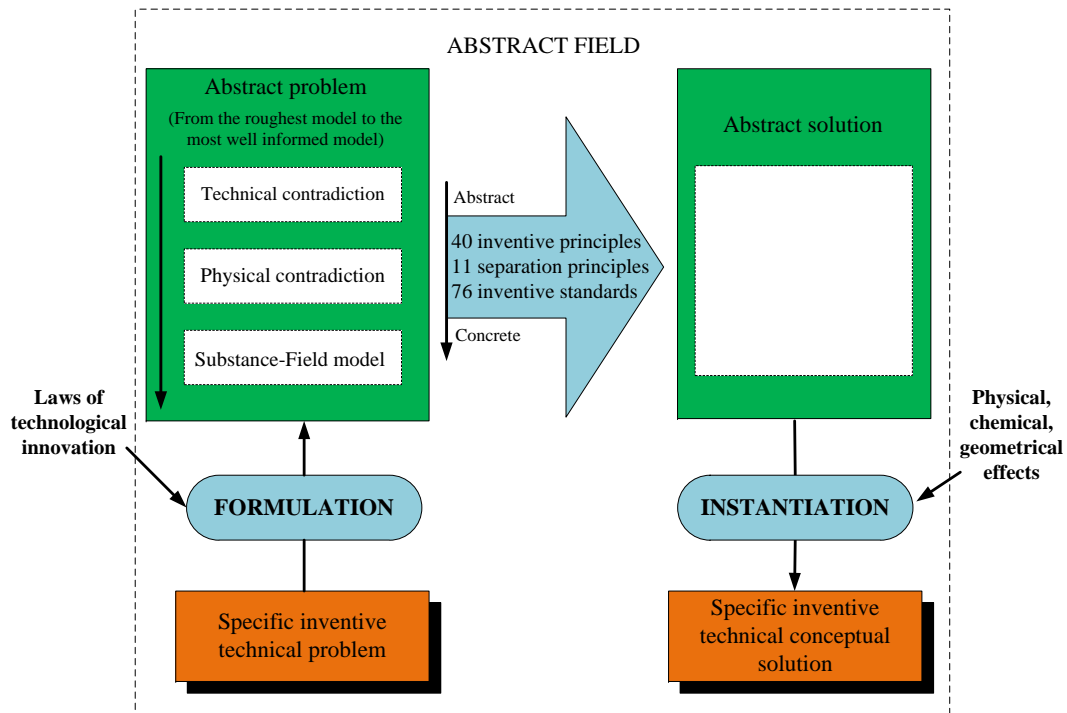 ABSTRACT FIELD
Abstract problem
(From the roughest model to the
most well informed model)
Technical contradiction
Physical contradiction
Substance-Field model
Abstract
40 inventive principles
11 separation principles
76 inventive standards
Concrete
Abstract solution
Laws of
technological
innovation
FORMULATION
Specific inventive
technical problem
Physical,
chemical,
geometrical
effects
INSTANTIATION
Specific inventive
technical conceptual
solution